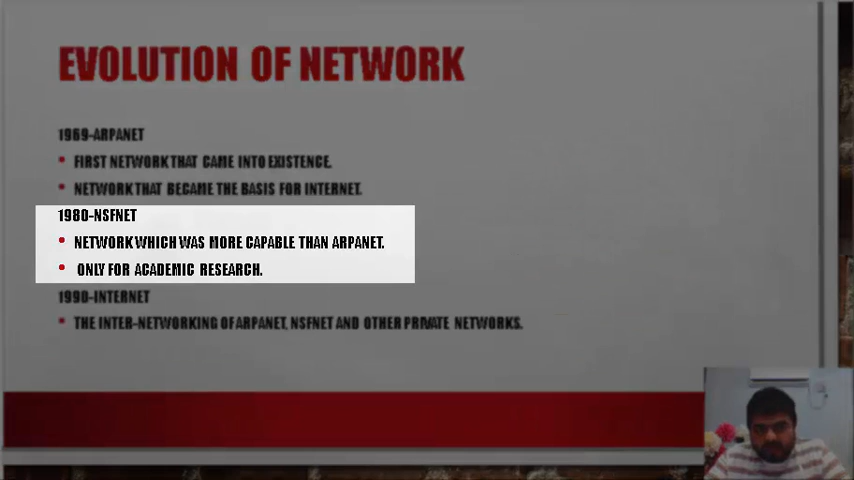 EVOLUTION OF NETWORK
1969-ARPANET
• FIRST NETWORK THAT CAME INTO EXISTENCE.
• NETWORK THAT BECAME THE BASIS FOR INTERNET.
1980-NSFNET
• NETWORK WHICH WAS MORE CAPABLE THAN ARPANET.
• ONLY FOR ACADEMIC RESEARCH.
1990-INTERNET
• THE INTER-NETWORKING OF ARPANET, NSFNET AND OTHER PRIVATE NETWORKS.